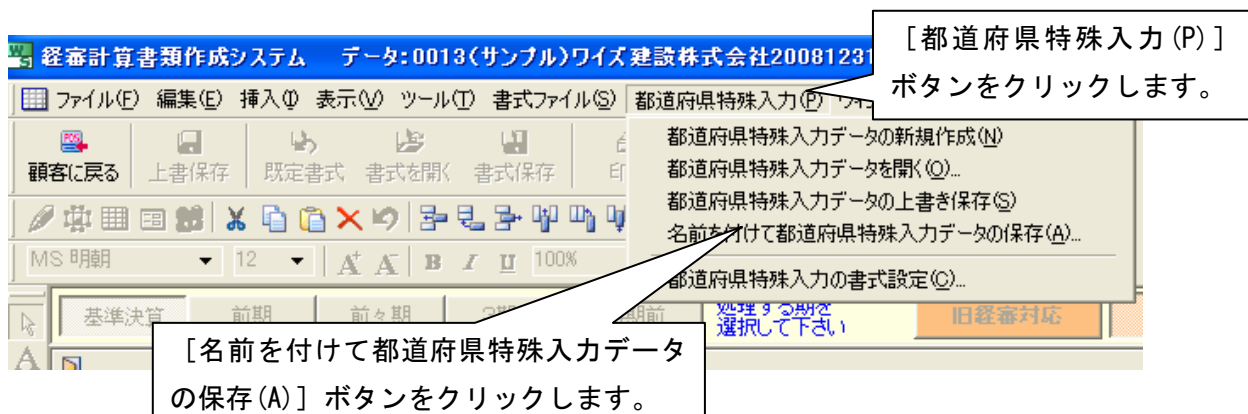 [都道府県特殊入力(P)]
ボタンをクリックします。
経審計算書類作成システム　データ:0013(サンプル)ワイズ建設株式会社20081231
ファイル(F) 編集(E) 挿入(I) 表示(V) ツール(T) 書式ファイル(S) 都道府県特殊入力(P)
都道府県特殊入力データの新規作成(N)
都道府県特殊入力データを開く(O)...
都道府県特殊入力データの上書き保存(S)
名前を付けて都道府県特殊入力データの保存(A)...
都道府県特殊入力の書式設定(C)...
顧客に戻る 上書保存 既定書式 書式を開く 書式保存
MS 明朝 12 A A B I U 100%
基準決算 前期 前々期 処理する期を
選択して下さい 旧経審対応
[名前を付けて都道府県特殊入力データ
の保存(A)] ボタンをクリックします。